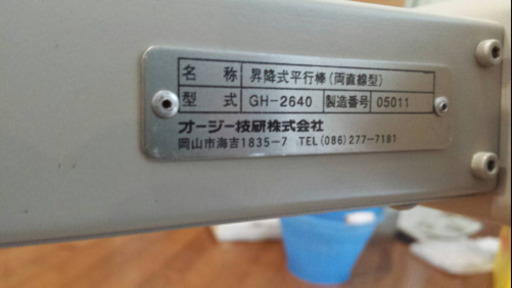 名称 昇降式平行棒(両直線型)
型式 GH-2640 製造番号 05011
オージー技研株式会社
岡山市海吉1835-7 TEL(086)277-7181